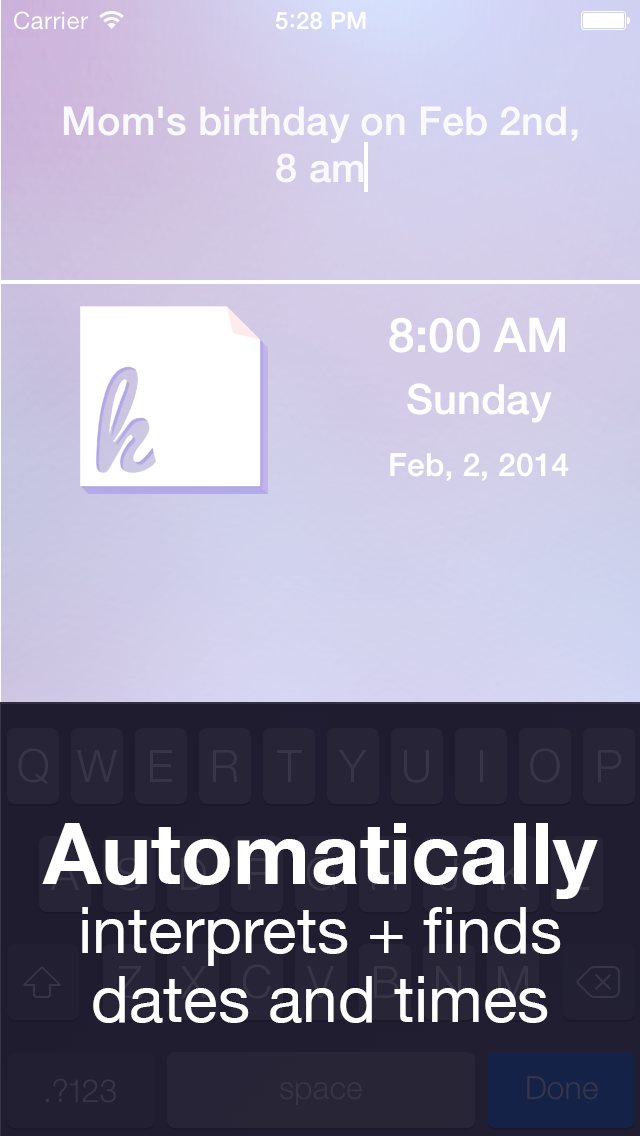 Carrier 5:28 PM
Mom's birthday on Feb 2nd,
8 am
k
8:00 AM
Sunday
Feb, 2, 2014
Q W E R T Y U I O P
A S D F G H J K L
Automatically
interprets + finds
Z X C V B N M
dates and times
.?123 space Done